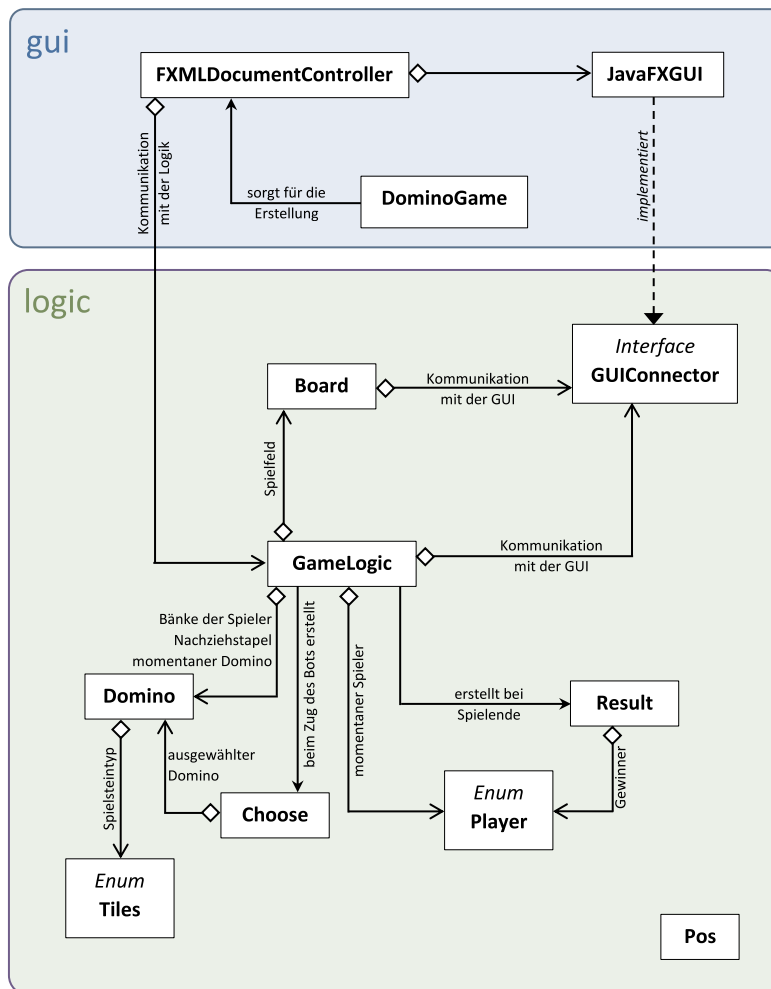 gui
FXMLDocumentController
JavaFXGUI
Kommunikation
mit der Logik
implementiert
sorgt für die
Erstellung
DominoGame
logic
Interface
GUIConnector
Board
Kommunikation
mit der GUI
Spielfeld
GameLogic
Kommunikation
mit der GUI
Bänke der Spieler
Nachziehstapel
momentaner Domino
beim Zug des Bots erstellt
momentaner Spieler
erstellt bei
Spielende
Domino
Result
ausgewählter
Domino
Spielsteintyp
Choose
Enum
Player
Gewinner
Enum
Tiles
Pos